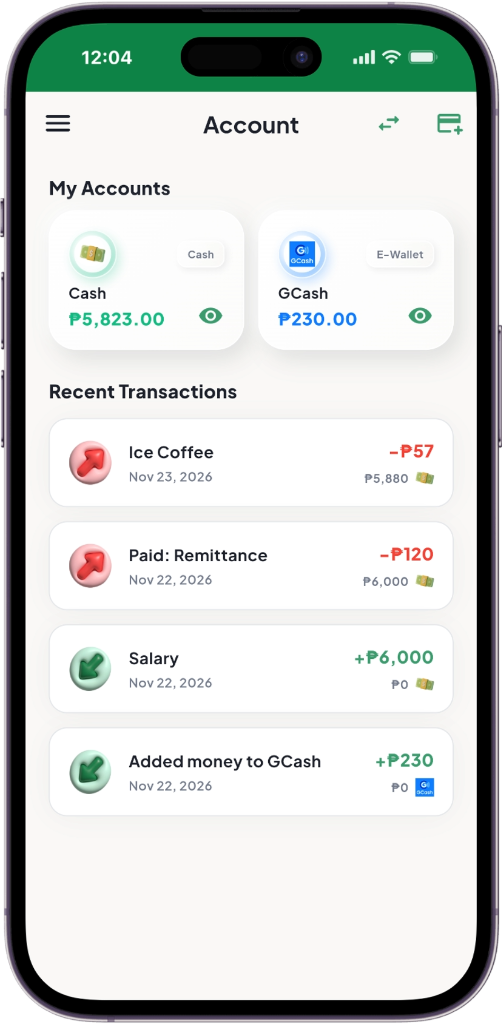 12:04
Account
My Accounts
Cash
Cash
₱5,823.00
G)
GCash
E-Wallet
GCash
₱230.00
Recent Transactions
Ice Coffee
-₱57
Nov 23, 2026
₱5,880
Paid: Remittance
-₱120
Nov 22, 2026
₱6,000
Salary
+₱6,000
Nov 22, 2026
₱0
Added money to GCash
+₱230
Nov 22, 2026
₱0
G)
GCash